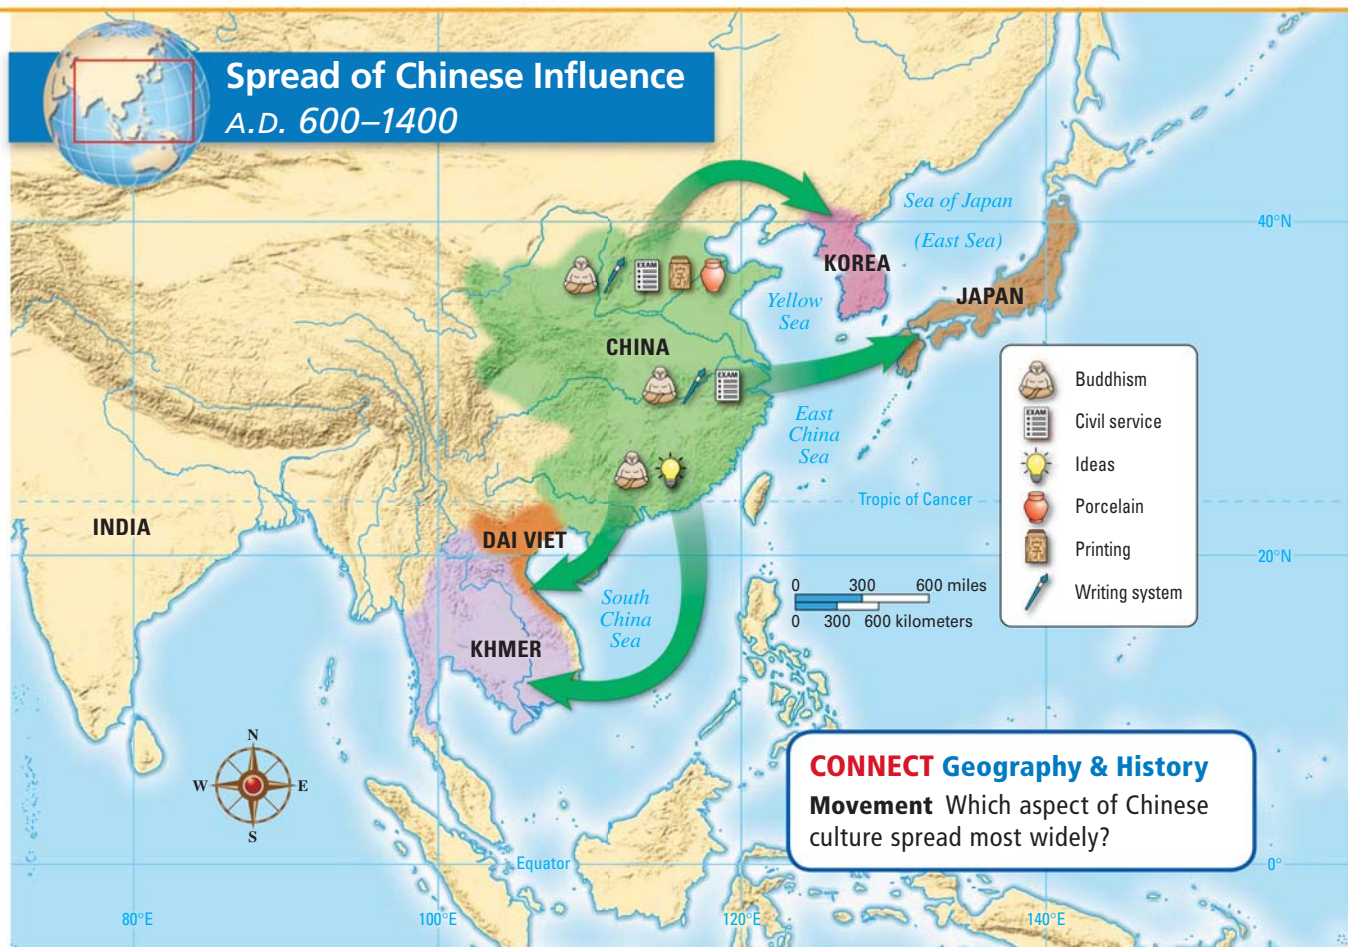 Spread of Chinese Influence
A.D. 600–1400
Sea of Japan
(East Sea)
40°N
KOREA
JAPAN
Yellow
Sea
CHINA
EXAM
EXAM
East
China
Sea
EXAM
Buddhism
Civil service
Ideas
Porcelain
字
Printing
Writing system
Tropic of Cancer
INDIA
DAI VIET
20°N
0 300 600 miles
0 300 600 kilometers
South
China
Sea
KHMER
N
W E
S
CONNECT Geography & History
Movement Which aspect of Chinese
culture spread most widely?
Equator
0°
80°E
100°E
120°E
140°E